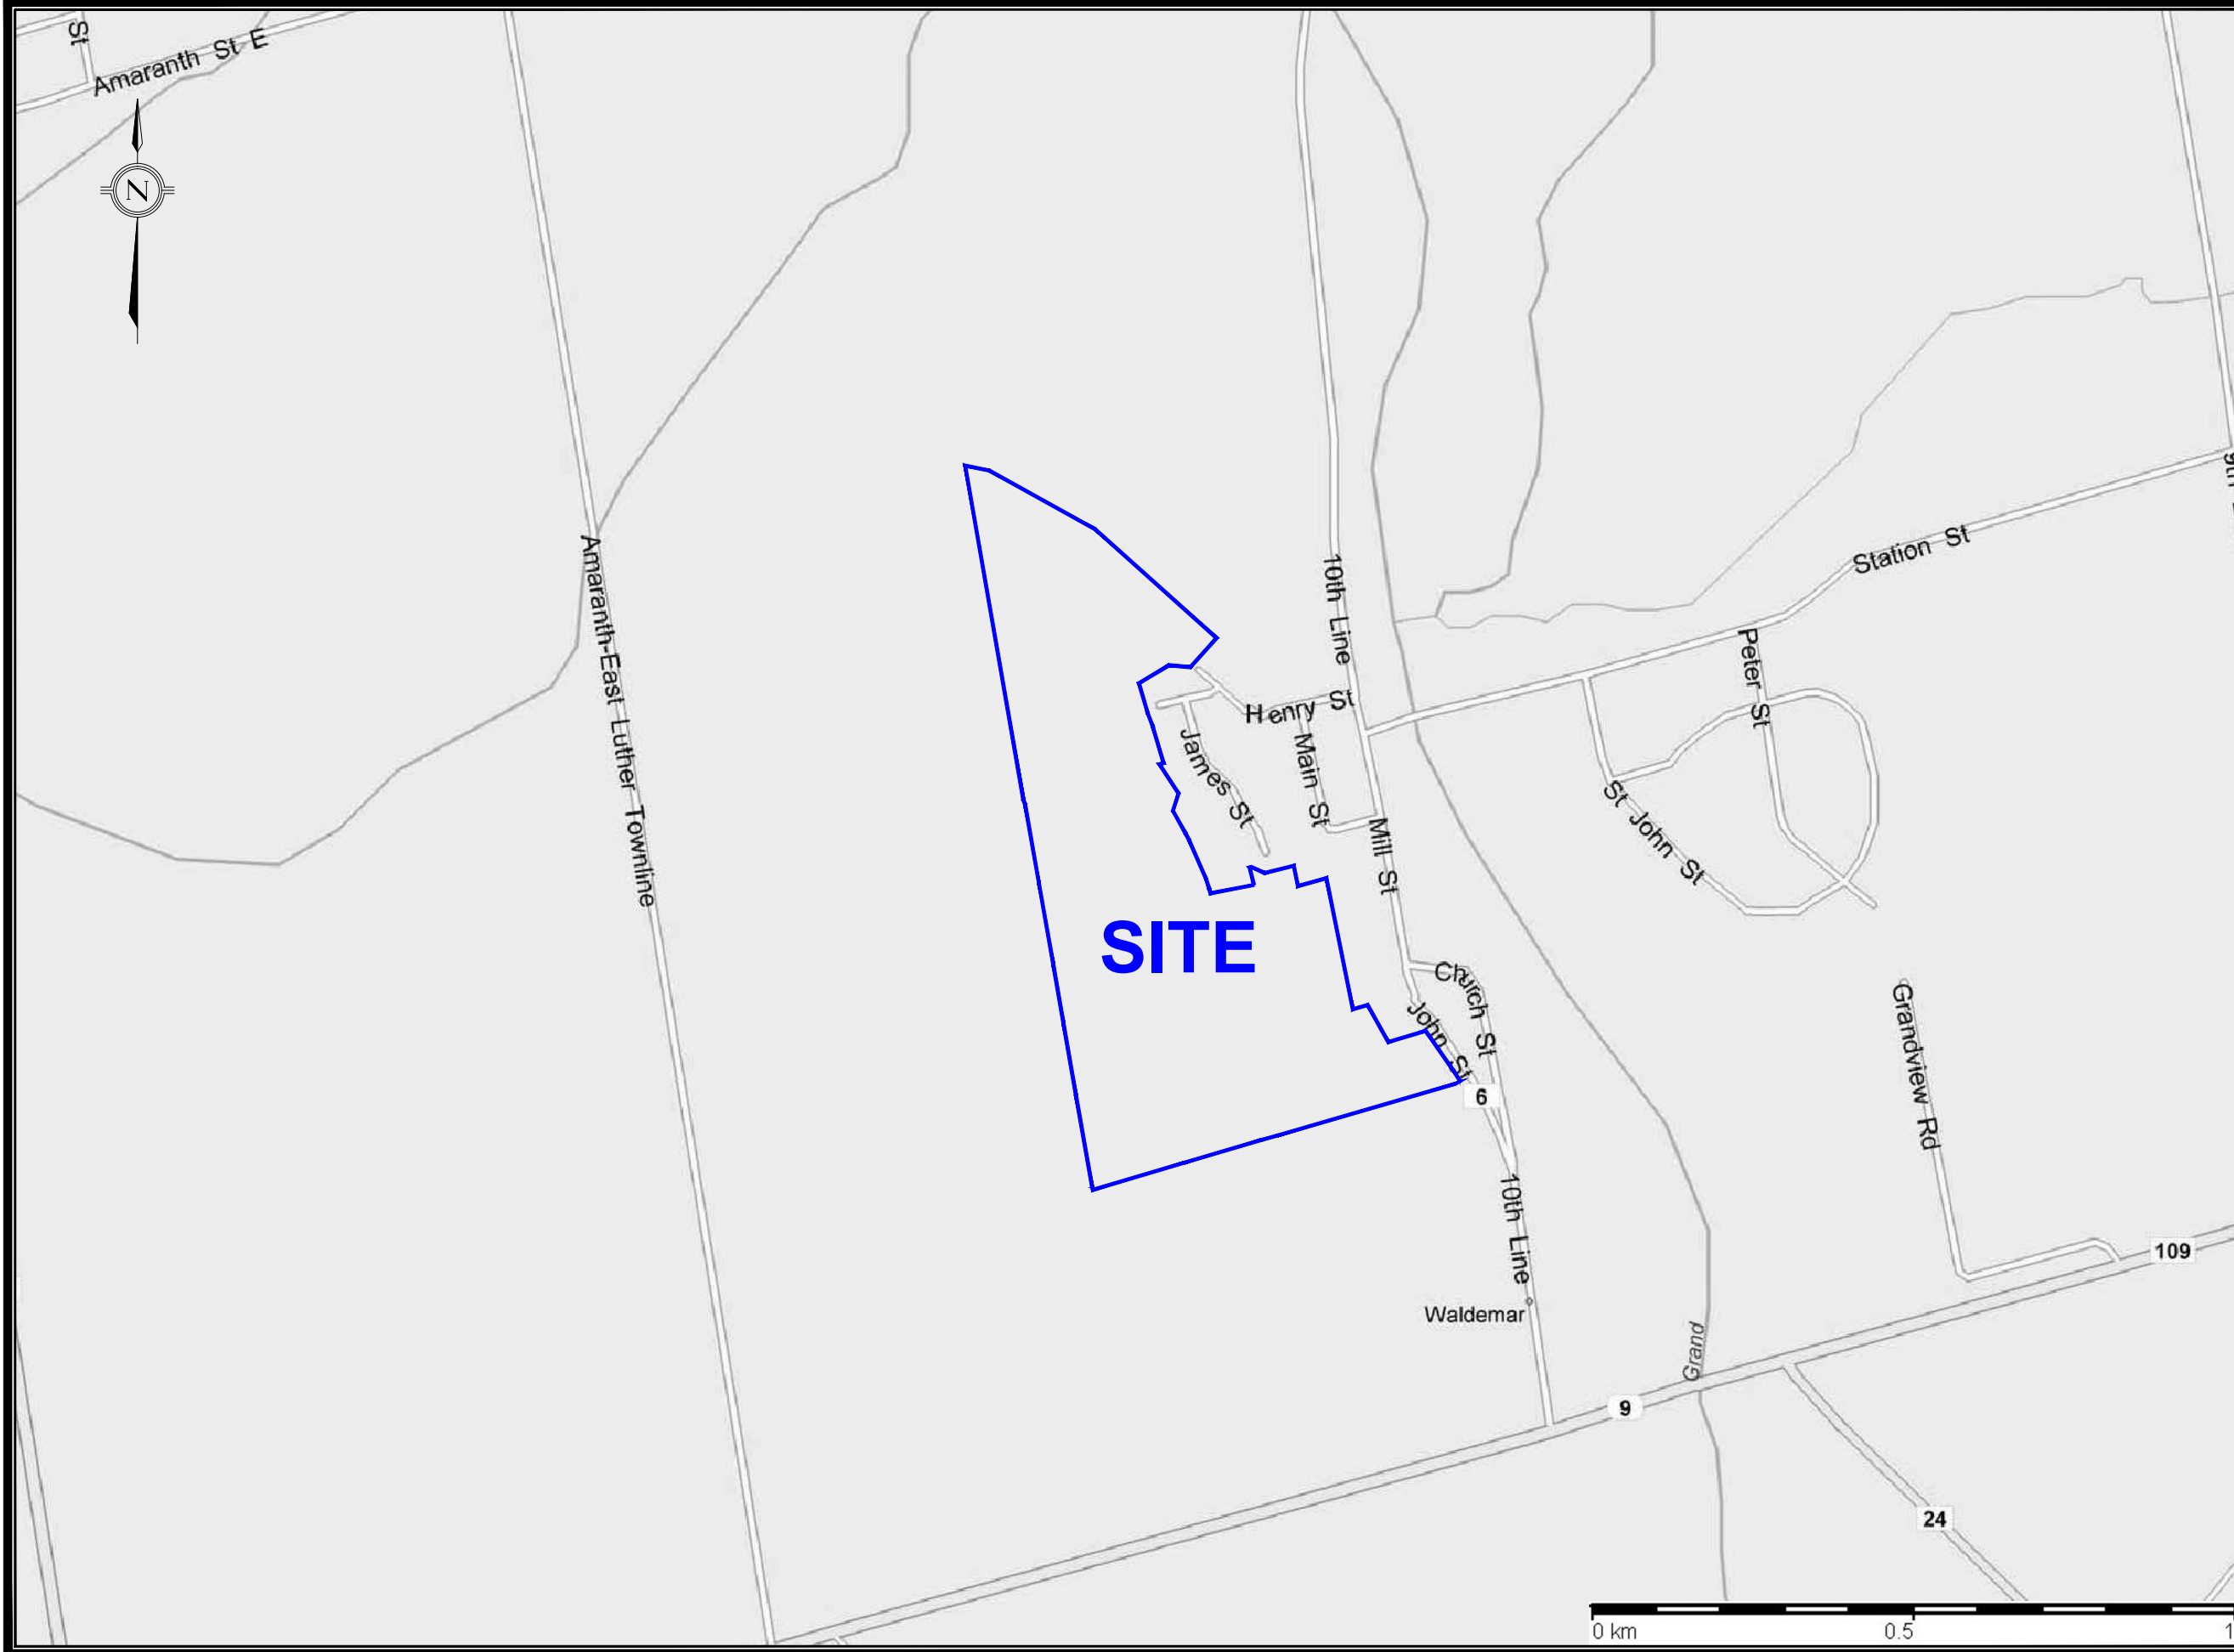 St
Amaranth St E
N
Amaranth-East Luther Townline
10th Line
Station St
9th
Peter St
Henry St
James St
Main St
Mill St
St John St
SITE
Church St
John St
6
Grandview Rd
10th Line
109
Waldemar
Grand
9
24
0 km 0.5 1